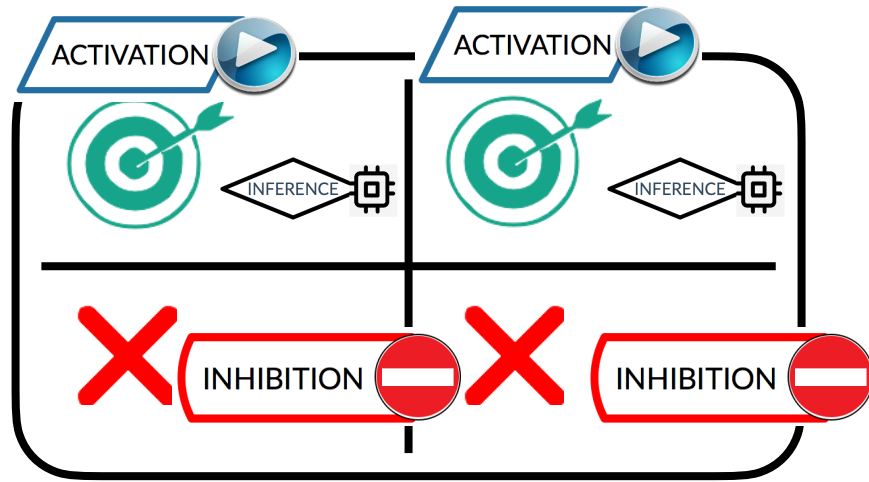 ACTIVATION
ACTIVATION
INFERENCE
INFERENCE
INHIBITION
INHIBITION